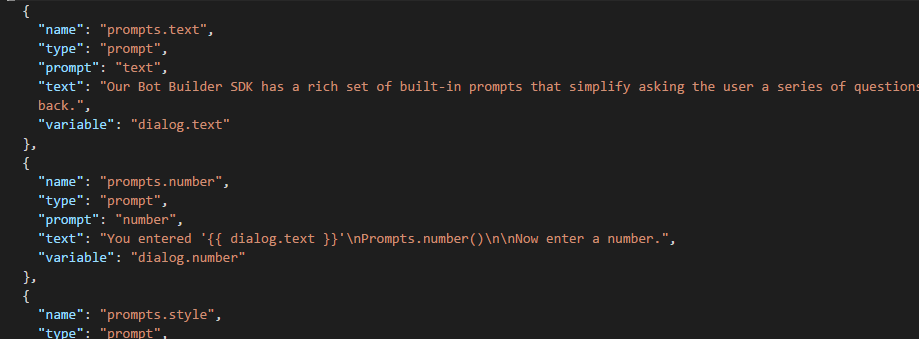 {
"name": "prompts.text",
"type": "prompt",
"prompt": "text",
"text": "Our Bot Builder SDK has a rich set of built-in prompts that simplify asking the user a series of questions
back.",
"variable": "dialog.text"
},
{
"name": "prompts.number",
"type": "prompt",
"prompt": "number",
"text": "You entered '{{ dialog.text }}'\nPrompts.number()\n\nNow enter a number.",
"variable": "dialog.number"
},
{
"name": "prompts.style",
"type": "prompt",